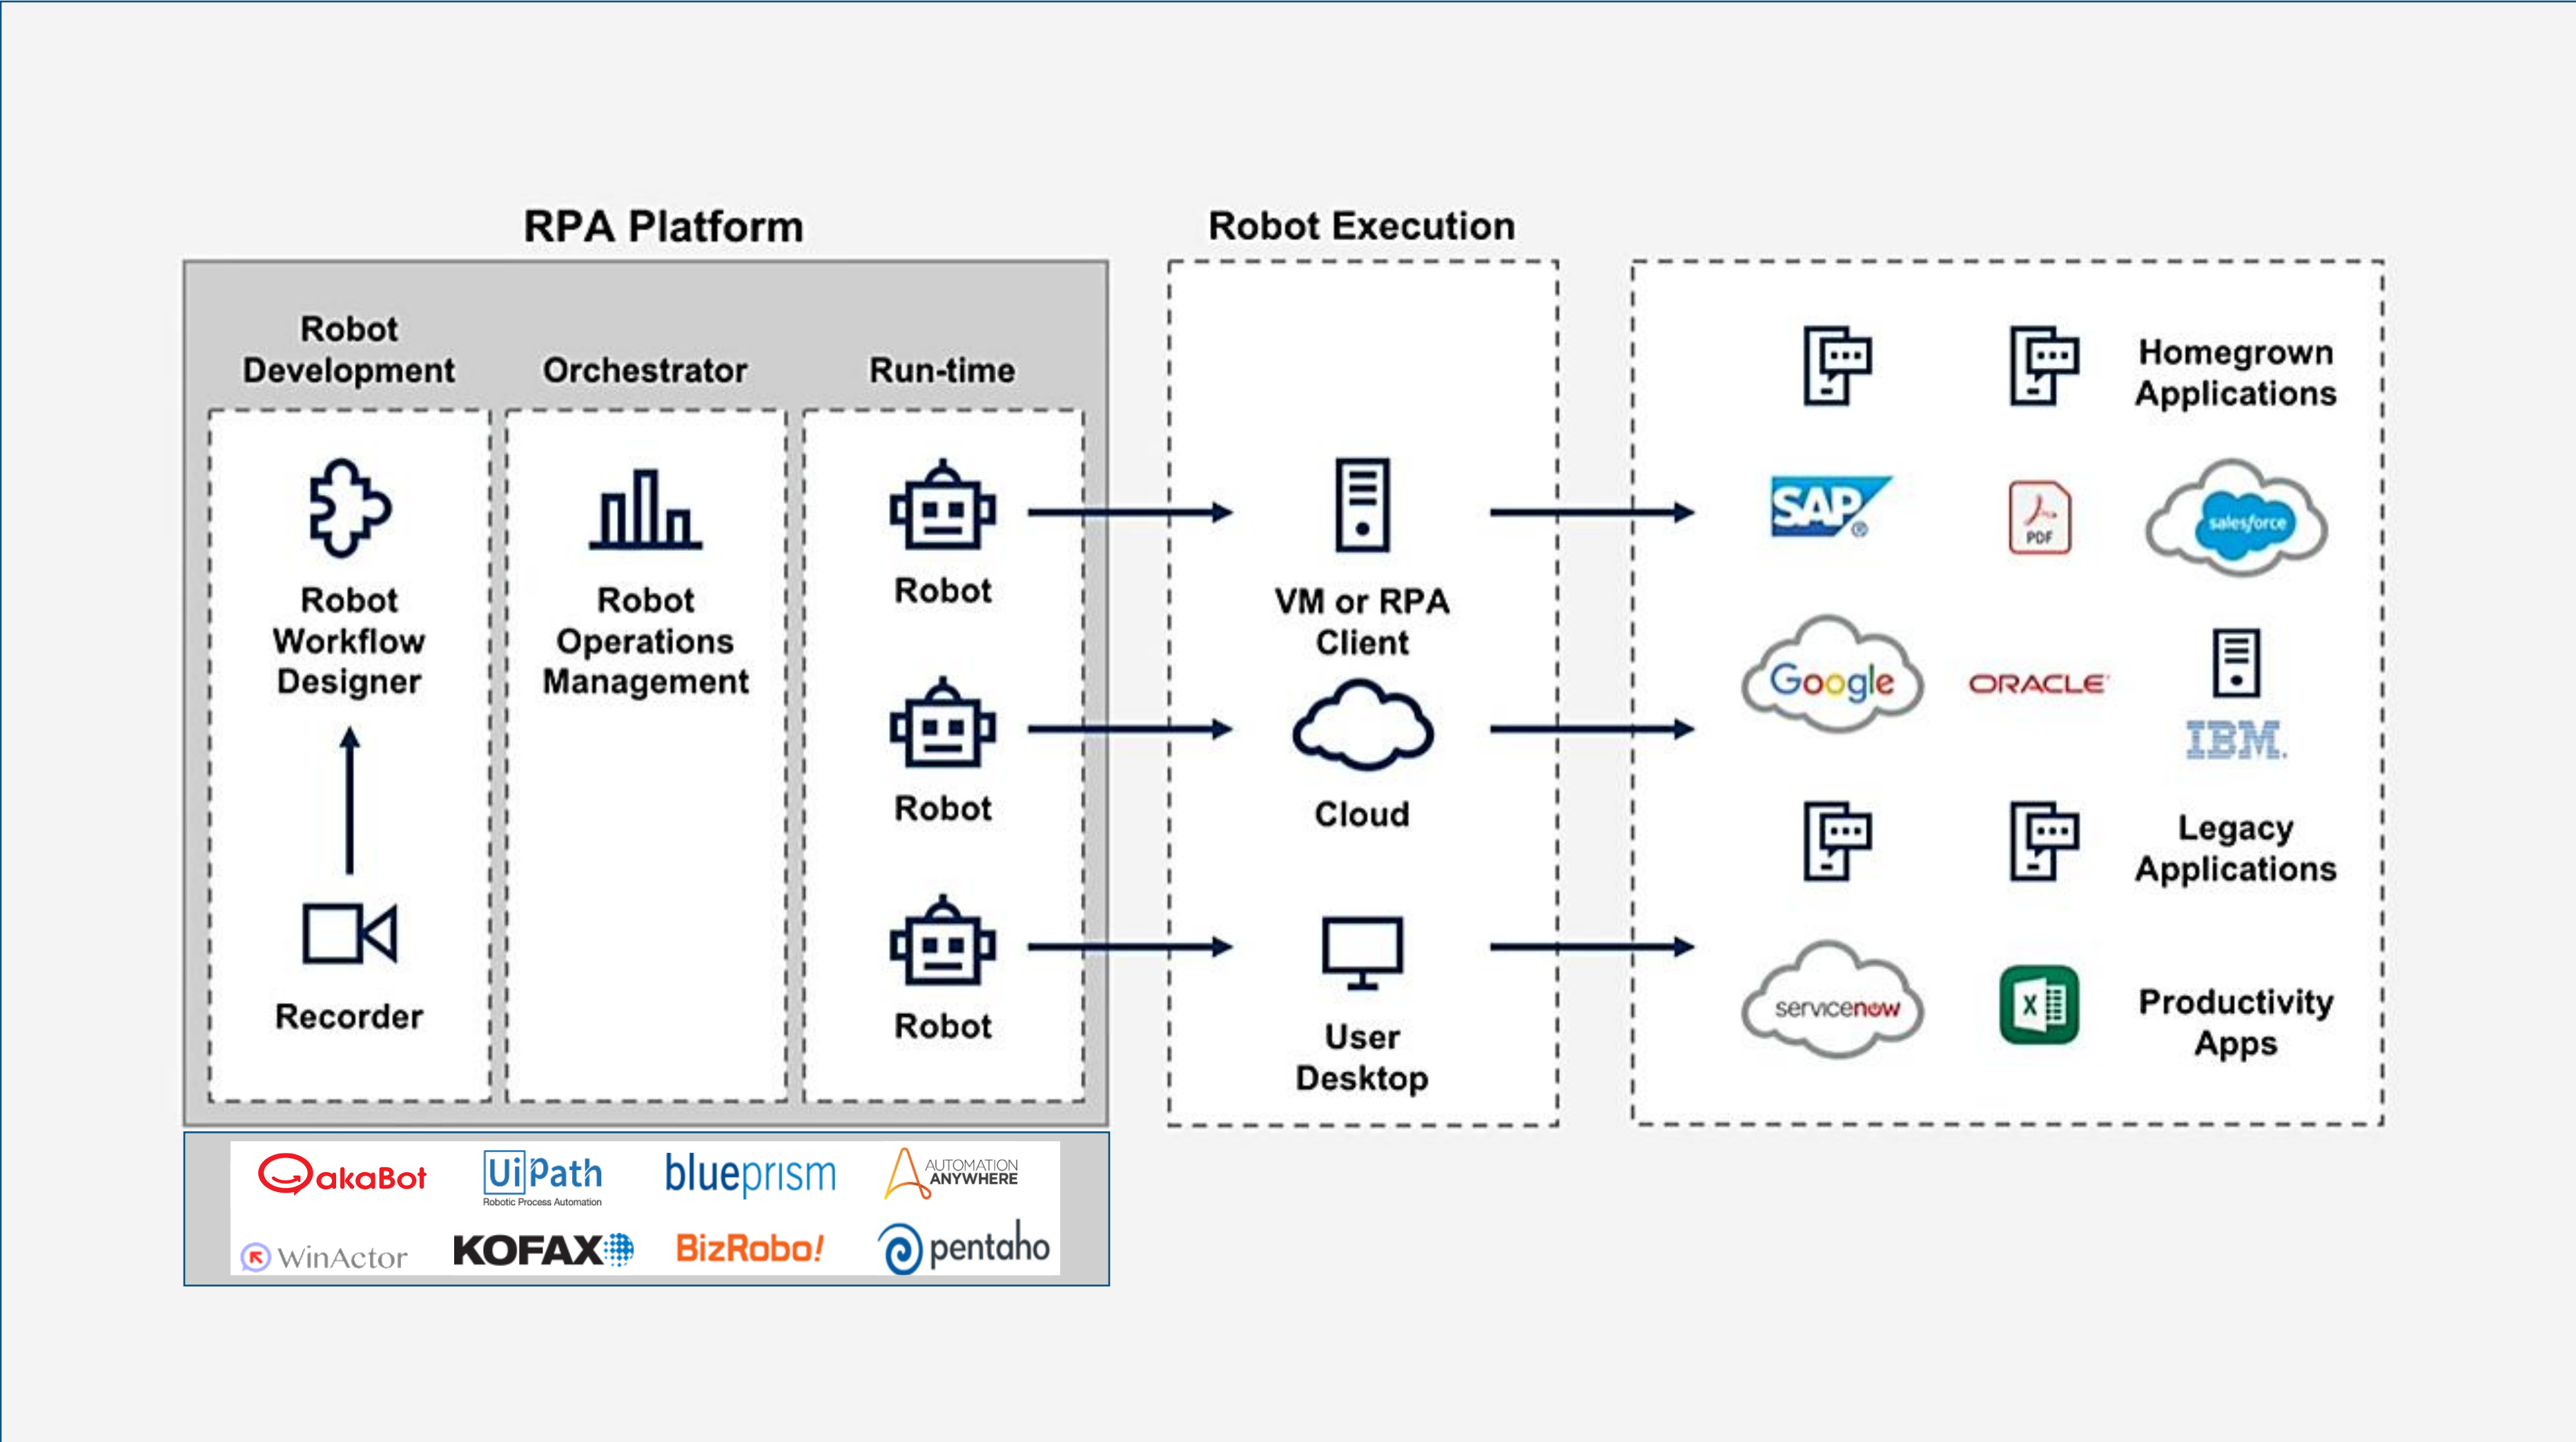 RPA Platform
Robot Execution
Robot
Development
Orchestrator
Run-time
Robot
Workflow
Designer
Recorder
Robot
Operations
Management
Robot
Robot
Robot
VM or RPA
Client
Cloud
User
Desktop
Homegrown
Applications
SAP®
PDF
salesforce
Google
ORACLE
IBM.
Legacy
Applications
servicenow
X
Productivity
Apps
akaBot
UiPath
Robotic Process Automation
blueprism
AUTOMATION
ANYWHERE
WinActor
KOFAX
BizRobo!
pentaho